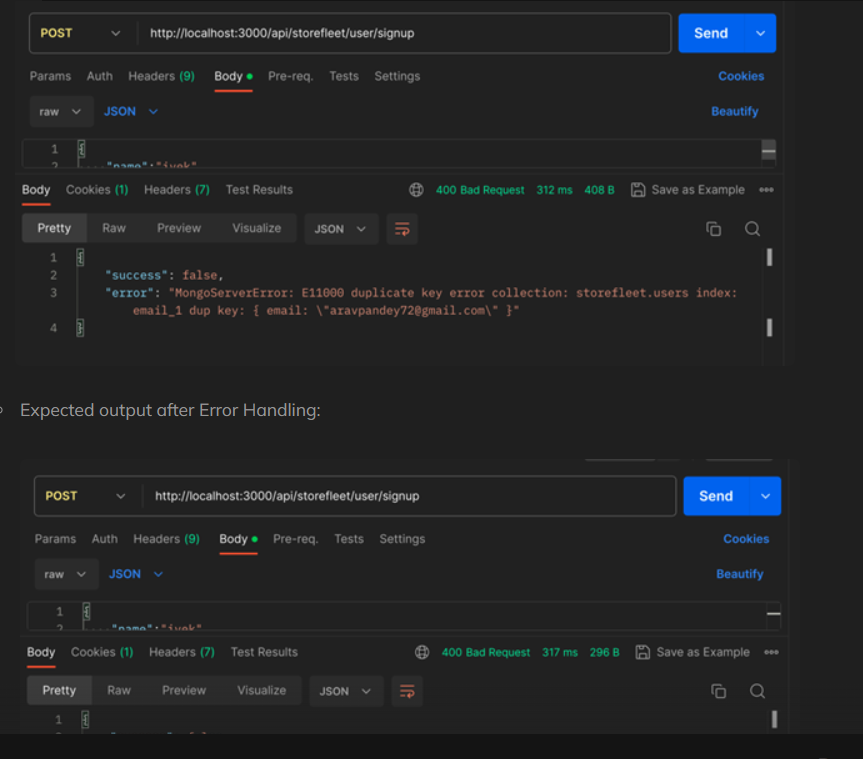 POST http://localhost:3000/api/storefleet/user/signup Send
Params Auth Headers (9) Body Pre-req. Tests Settings Cookies
raw JSON Beautify
1 {
2 "name":"ivek"
Body Cookies (1) Headers (7) Test Results 400 Bad Request 312 ms 408 B Save as Example
Pretty Raw Preview Visualize JSON
1 {
2 "success": false,
3 "error": "MongoServerError: E11000 duplicate key error collection: storefleet.users index:
email_1 dup key: { email: \"aravpandey72@gmail.com\" }"
4 }
Expected output after Error Handling:
POST http://localhost:3000/api/storefleet/user/signup Send
Params Auth Headers (9) Body Pre-req. Tests Settings Cookies
raw JSON Beautify
1 {
2 "name":"ivek"
Body Cookies (1) Headers (7) Test Results 400 Bad Request 317 ms 296 B Save as Example
Pretty Raw Preview Visualize JSON
1 {